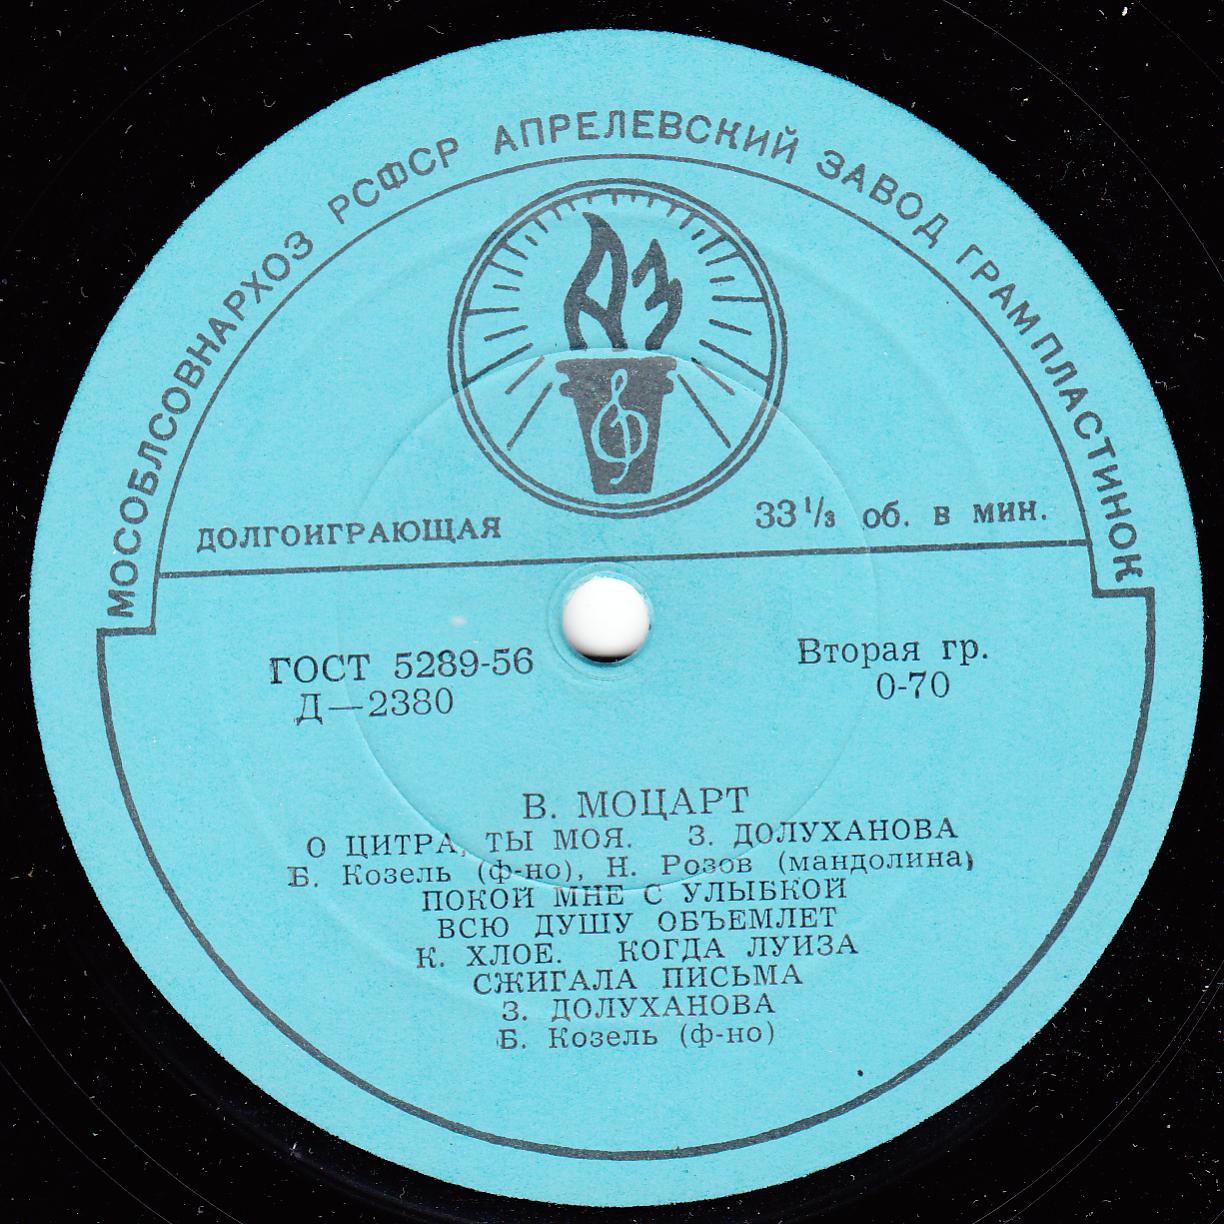 МОСОБЛСОВНАРХОЗ РСФСР АПРЕЛЕВСКИЙ ЗАВОД ГРАМПЛАСТИНОК
АЗ
ДОЛГОИГРАЮЩАЯ
33 1/3 об. в мин.
ГОСТ 5289-56
Д—2380
Вторая гр.
0-70
В. МОЦАРТ
О ЦИТРА, ТЫ МОЯ. З. ДОЛУХАНОВА
Б. Козель (ф-но), Н. Розов (мандолина)
ПОКОЙ МНЕ С УЛЫБКОЙ
ВСЮ ДУШУ ОБЪЕМЛЕТ
К. ХЛОЕ. КОГДА ЛУИЗА
СЖИГАЛА ПИСЬМА
З. ДОЛУХАНОВА
Б. Козель (ф-но)